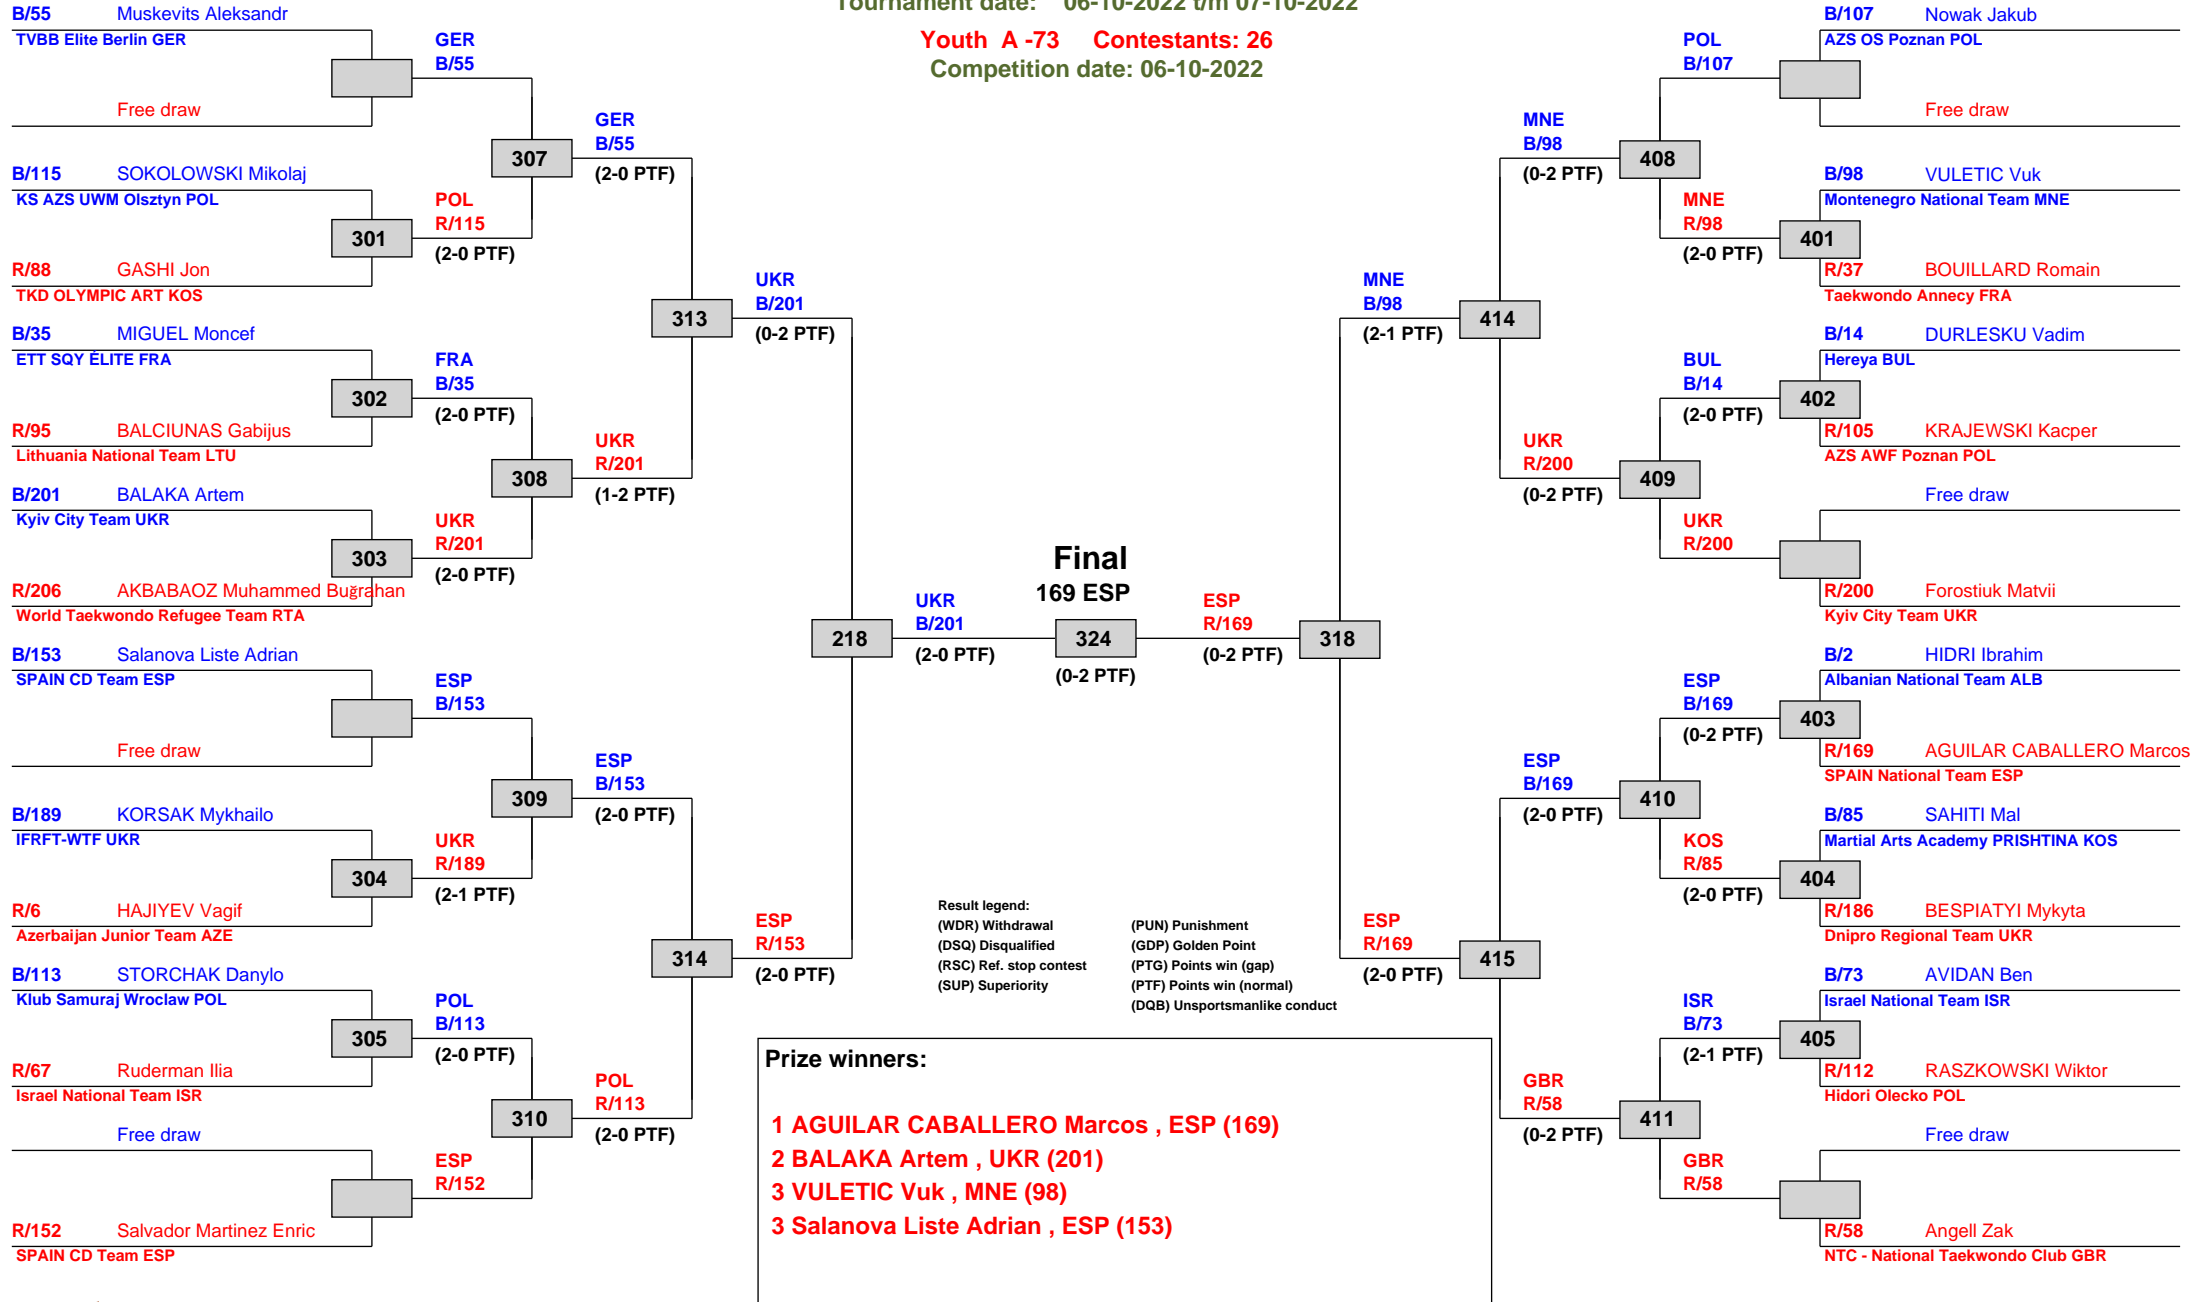 Tournament date: 06-10-2022 t/m 07-10-2022
Youth A -73 Contestants: 26
Competition date: 06-10-2022
B/55 Muskevits Aleksandr
TVBB Elite Berlin GER
Free draw
B/115 SOKOLOWSKI Mikolaj
KS AZS UWM Olsztyn POL
301
R/88 GASHI Jon
TKD OLYMPIC ART KOS
B/35 MIGUEL Moncef
ETT SQY ÉLITE FRA
302
R/95 BALCIUNAS Gabijus
Lithuania National Team LTU
B/201 BALAKA Artem
Kyiv City Team UKR
303
R/206 AKBABAOZ Muhammed Buğrahan
World Taekwondo Refugee Team RTA
B/153 Salanova Liste Adrian
SPAIN CD Team ESP
Free draw
B/189 KORSAK Mykhailo
IFRFT-WTF UKR
304
R/6 HAJIYEV Vagif
Azerbaijan Junior Team AZE
B/113 STORCHAK Danylo
Klub Samuraj Wroclaw POL
305
R/67 Ruderman Ilia
Israel National Team ISR
Free draw
R/152 Salvador Martinez Enric
SPAIN CD Team ESP
GER
B/55
307
POL
R/115
(2-0 PTF)
FRA
B/35
(2-0 PTF)
308
UKR
R/201
(2-0 PTF)
ESP
B/153
309
UKR
R/189
(2-1 PTF)
POL
B/113
(2-0 PTF)
310
ESP
R/152
GER
B/55
(2-0 PTF)
313
UKR
R/201
(1-2 PTF)
ESP
B/153
(2-0 PTF)
314
POL
R/113
(2-0 PTF)
UKR
B/201
(0-2 PTF)
218
ESP
R/153
(2-0 PTF)
UKR
B/201
(2-0 PTF)
Final
169 ESP
324
(0-2 PTF)
ESP
R/169
(0-2 PTF)
318
MNE
B/98
(2-1 PTF)
414
ESP
R/169
(2-0 PTF)
415
MNE
B/98
(0-2 PTF)
408
UKR
R/200
(0-2 PTF)
409
ESP
B/169
(2-0 PTF)
410
GBR
R/58
(0-2 PTF)
411
POL
B/107
MNE
R/98
(2-0 PTF)
BUL
B/14
(2-0 PTF)
UKR
R/200
ESP
B/169
(0-2 PTF)
KOS
R/85
(2-0 PTF)
ISR
B/73
(2-1 PTF)
GBR
R/58
B/107 Nowak Jakub
AZS OS Poznan POL
Free draw
B/98 VULETIC Vuk
Montenegro National Team MNE
401
R/37 BOUILLARD Romain
Taekwondo Annecy FRA
B/14 DURLESKU Vadim
Hereya BUL
402
R/105 KRAJEWSKI Kacper
AZS AWF Poznan POL
Free draw
R/200 Forostiuk Matvii
Kyiv City Team UKR
B/2 HIDRI Ibrahim
Albanian National Team ALB
403
R/169 AGUILAR CABALLERO Marcos
SPAIN National Team ESP
B/85 SAHITI Mal
Martial Arts Academy PRISHTINA KOS
404
R/186 BESPIATYI Mykyta
Dnipro Regional Team UKR
B/73 AVIDAN Ben
Israel National Team ISR
405
R/112 RASZKOWSKI Wiktor
Hidori Olecko POL
Free draw
R/58 Angell Zak
NTC - National Taekwondo Club GBR
Result legend:
(WDR) Withdrawal (PUN) Punishment
(DSQ) Disqualified (GDP) Golden Point
(RSC) Ref. stop contest (PTG) Points win (gap)
(SUP) Superiority (PTF) Points win (normal)
(DQB) Unsportsmanlike conduct
Prize winners:
1 AGUILAR CABALLERO Marcos , ESP (169)
2 BALAKA Artem , UKR (201)
3 VULETIC Vuk , MNE (98)
3 Salanova Liste Adrian , ESP (153)